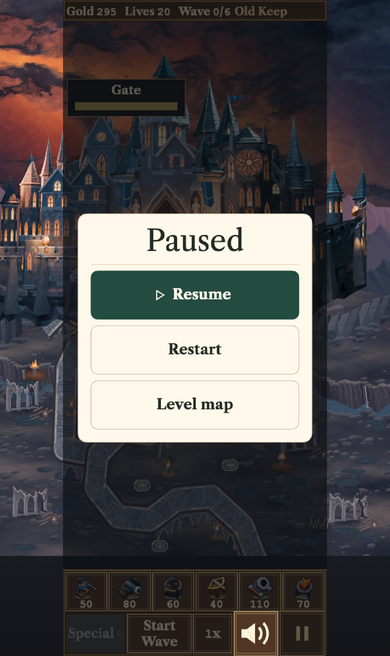 Gold 295 Lives 20 Wave 0/6 Old Keep
Gate
Paused
Resume
Restart
Level map
50 80 60 40 110 70
Special
Start
Wave
1x